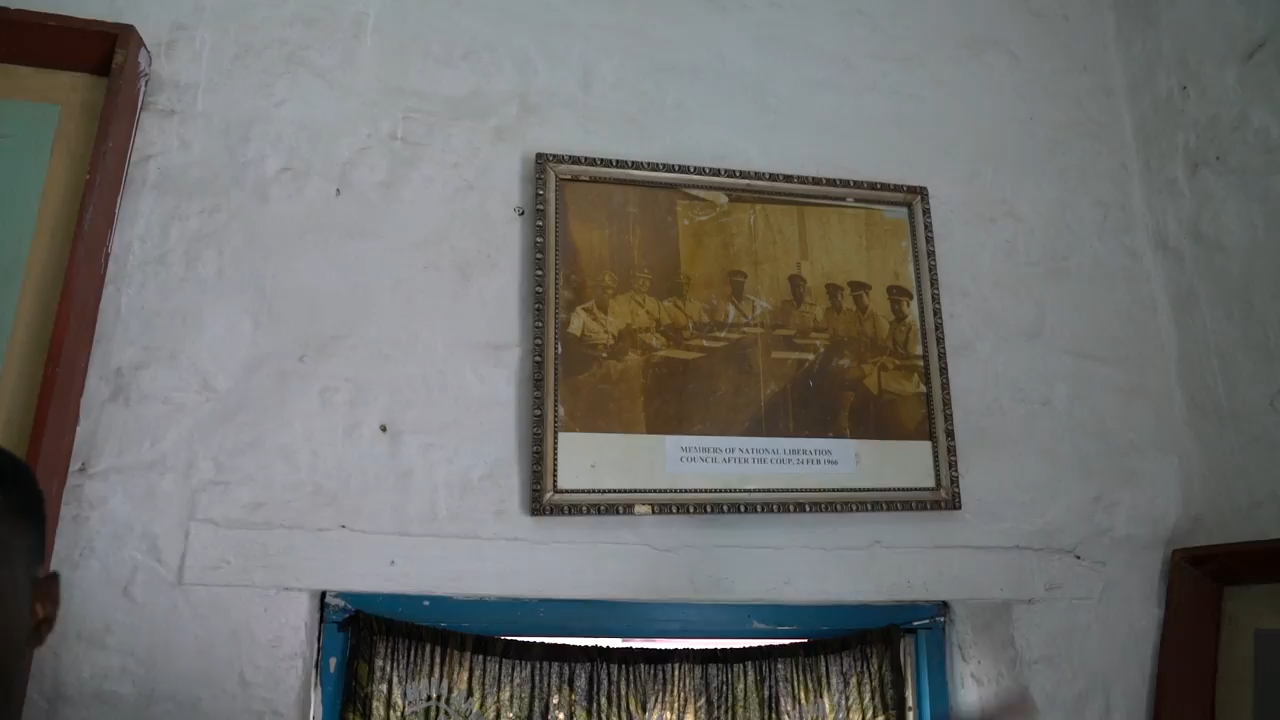 MEMBERS OF NATIONAL LIBERATION
COUNCIL AFTER THE COUP, 24 FEB 1966